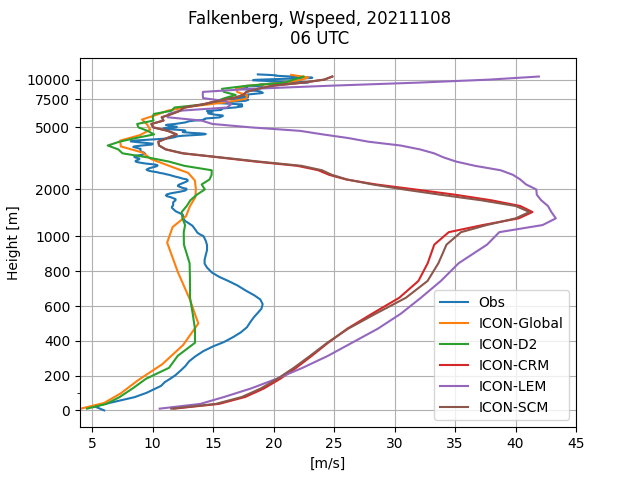 Falkenberg, Wspeed, 20211108
06 UTC
10000
7500
5000
2000
1000
800
600
400
200
0
Height [m]
5 10 15 20 25 30 35 40 45
[m/s]
Obs
ICON-Global
ICON-D2
ICON-CRM
ICON-LEM
ICON-SCM